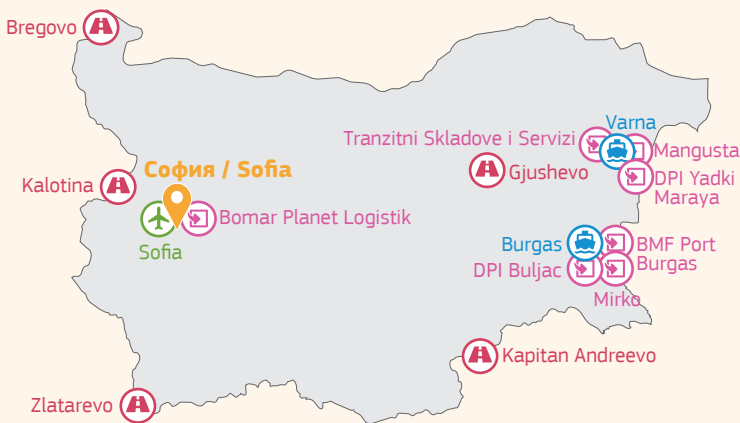 Bregovo
Varna
Tranzitni Skladove i Servizi
Mangusta
София / Sofia
Gjushevo
Kalotina
DPI Yadki
Maraya
Bomar Planet Logistik
Sofia
Burgas
BMF Port
Burgas
DPI Buljac
Mirko
Kapitan Andreevo
Zlatarevo